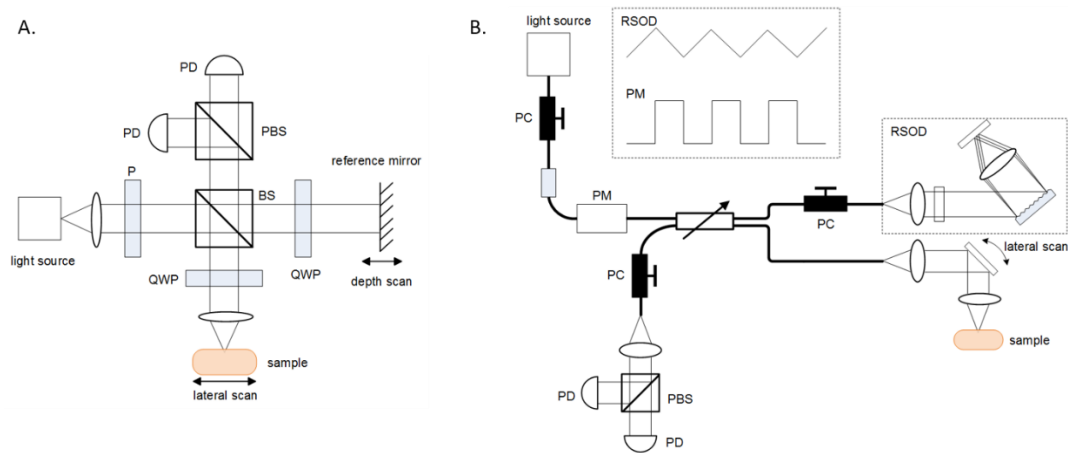 A.
PD
PD
PBS
P
BS
reference mirror
light source
QWP
QWP
depth scan
sample
lateral scan
B.
light source
RSOD
PM
PC
RSOD
PM
PC
lateral scan
PC
sample
PD
PBS
PD